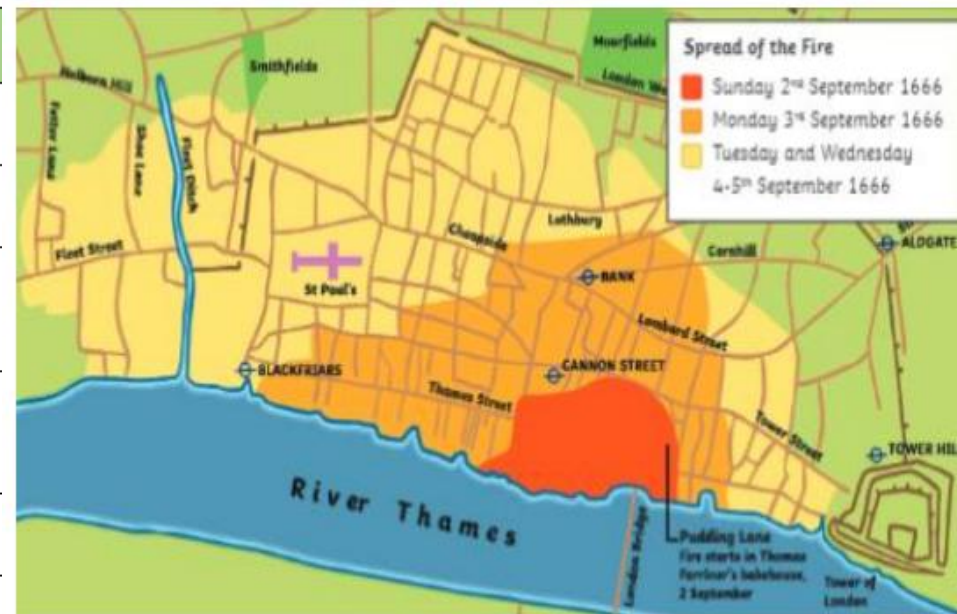 Spread of the Fire
Sunday 2nd September 1666
Monday 3rd September 1666
Tuesday and Wednesday
4-5th September 1666
Moorfields
Smithfields
London
Holborn Hill
Fetter Lane
Shoe Lane
Fleet Ditch
Fleet Street
Cheapside
Lothbury
Cornhill
ALDGATE
St Paul's
BANK
Lombard Street
BLACKFRIARS
CANNON STREET
Thames Street
Tower Street
TOWER HIL
River Thames
London Bridge
Pudding Lane
Fire starts in Thomas
Farriner's bakehouse,
2 September
Tower of
London